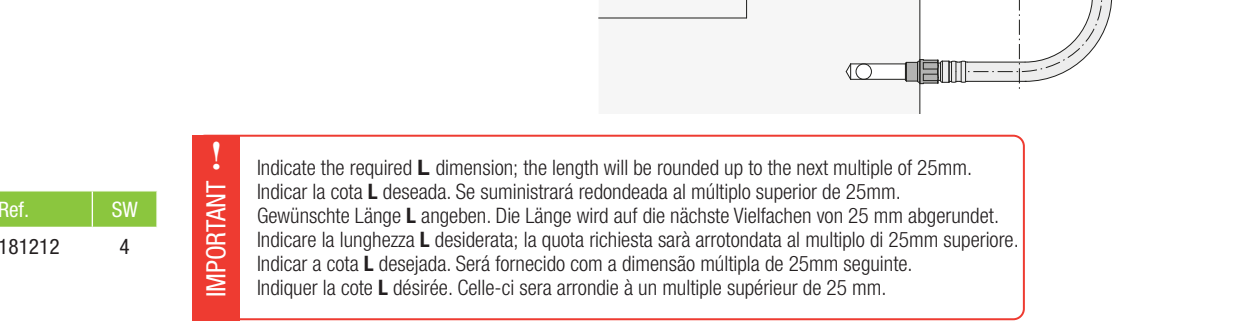 Ref. SW
181212 4
IMPORTANT !
Indicate the required L dimension; the length will be rounded up to the next multiple of 25mm.
Indicar la cota L deseada. Se suministrará redondeada al múltiplo superior de 25mm.
Gewünschte Länge L angeben. Die Länge wird auf die nächste Vielfachen von 25 mm abgerundet.
Indicare la lunghezza L desiderata; la quota richiesta sarà arrotondata al multiplo di 25mm superiore.
Indicar a cota L desejada. Será fornecido com a dimensão múltipla de 25mm seguinte.
Indiquer la cote L désirée. Celle-ci sera arrondie à un multiple supérieur de 25 mm.